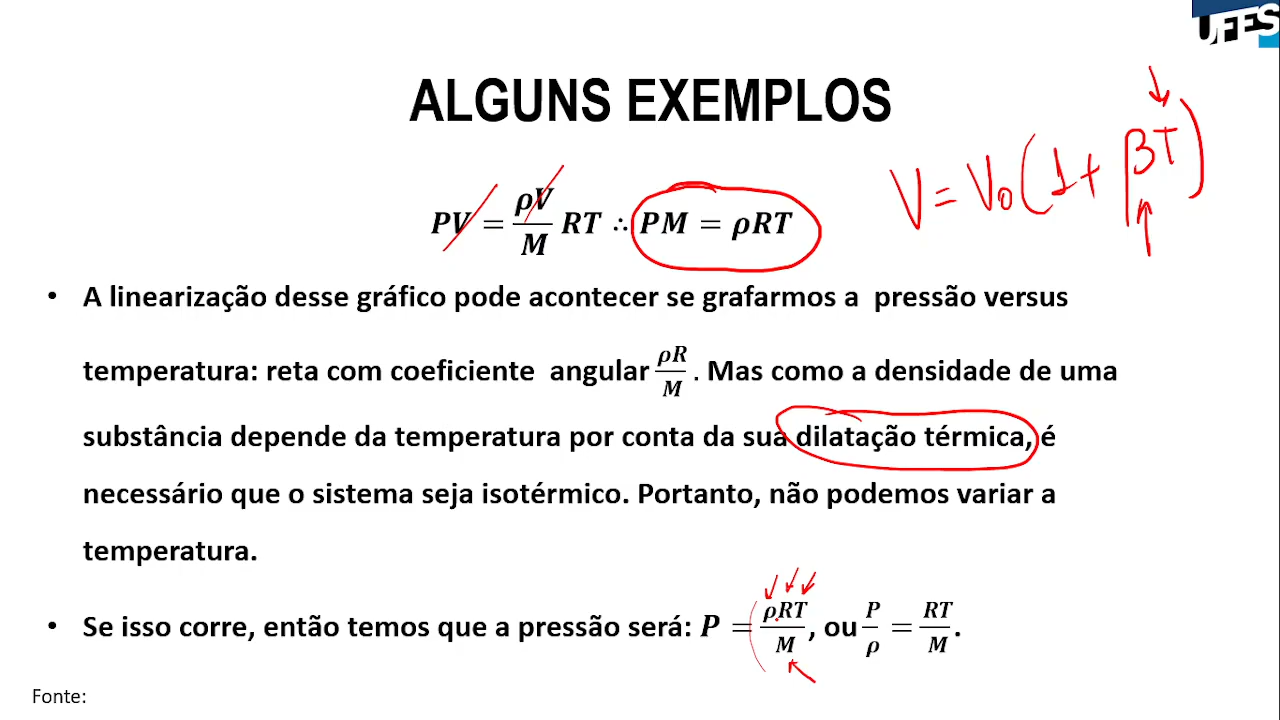 UFES
ALGUNS EXEMPLOS
V = V₀(1 + βT)
PV = ρV/M RT ∴ PM = ρRT
• A linearização desse gráfico pode acontecer se grafarmos a pressão versus
temperatura: reta com coeficiente angular ρR/M . Mas como a densidade de uma
substância depende da temperatura por conta da sua dilatação térmica, é
necessário que o sistema seja isotérmico. Portanto, não podemos variar a
temperatura.
• Se isso corre, então temos que a pressão será: P = ρRT/M, ou P/ρ = RT/M.
Fonte: